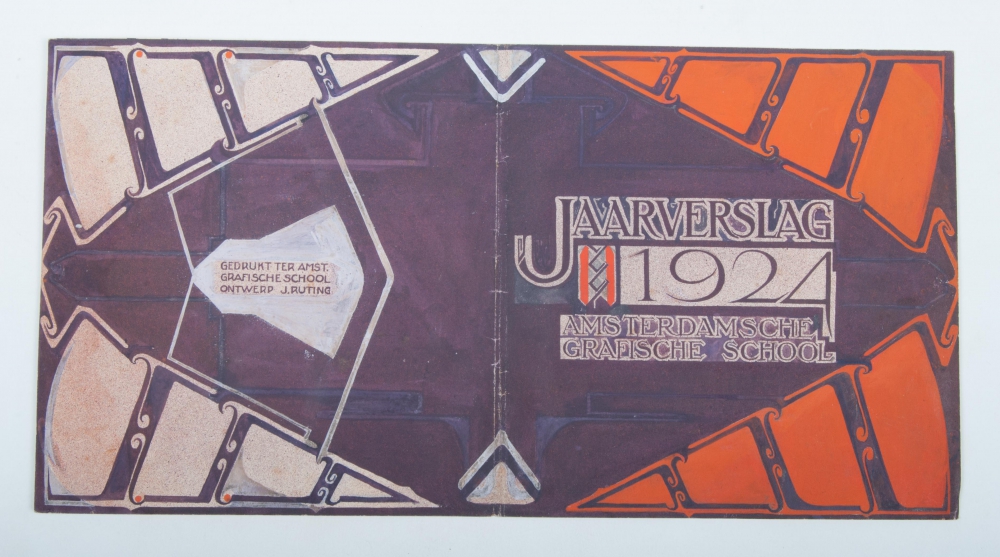 GEDRUKT TER AMST.
GRAFISCHE SCHOOL
ONTWERP J. RUTING
JAARVERSLAG
1924
AMSTERDAMSCHE
GRAFISCHE SCHOOL